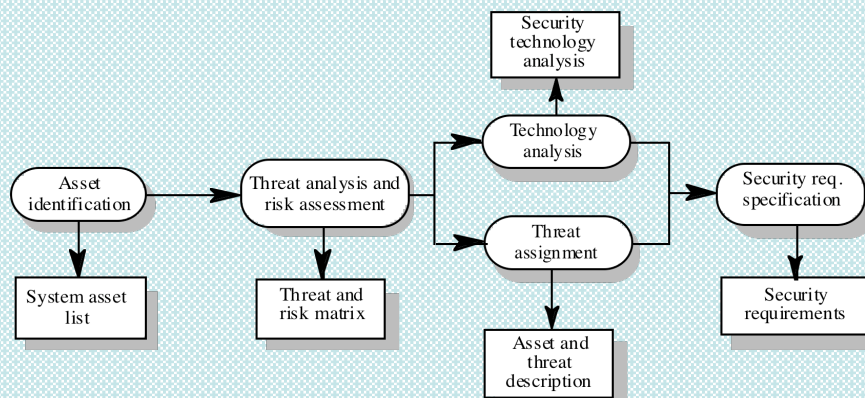 Security
technology
analysis
Technology
analysis
Asset
identification
Threat analysis and
risk assessment
Security req.
specification
Threat
assignment
System asset
list
Threat and
risk matrix
Security
requirements
Asset and
threat
description